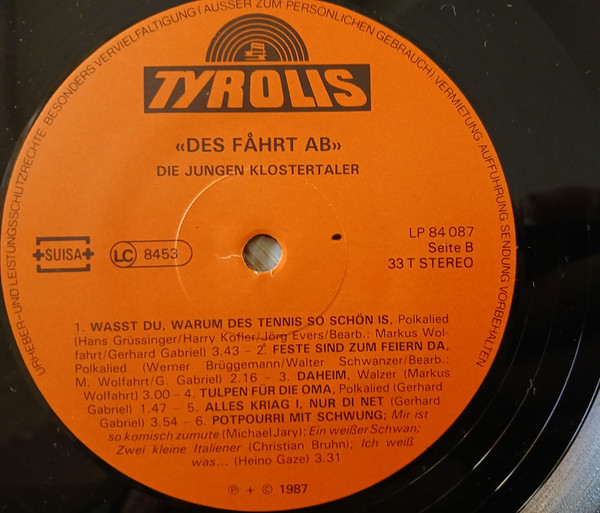 URHEBER-UND LEISTUNGSSCHUTZRECHTE BESONDERS VERVIELFÄLTIGUNG (AUSSER ZUM PERSÖNLICHEN GEBRAUCH), VERMIETUNG, AUFFÜHRUNG, SENDUNG VORBEHALTEN
TYROLIS
«DES FÅHRT AB»
DIE JUNGEN KLOSTERTALER
SUISA
LC 8453
LP 84 087
Seite B
33 T STEREO
1. WASST DU, WARUM DES TENNIS SO SCHÖN IS, Polkalied
(Hans Grüssinger/Harry Kofler/Jörg Evers/Bearb.: Markus Wol-
fahrt/Gerhard Gabriel) 3.43 – 2. FESTE SIND ZUM FEIERN DA,
Polkalied (Werner Brüggemann/Walter Schwanzer/Bearb.:
M. Wolfahrt/G. Gabriel) 2.16 – 3. DAHEIM, Walzer (Markus
Wolfahrt) 3.00 – 4. TULPEN FÜR DIE OMA, Polkalied (Gerhard
Gabriel) 1.47 – 5. ALLES KRIAG I, NUR DI NET (Gerhard
Gabriel) 3.54 – 6. POTPOURRI MIT SCHWUNG; Mir ist
so komisch zumute (Michael Jary); Ein weißer Schwan;
Zwei kleine Italiener (Christian Bruhn); Ich weiß
was... (Heino Gaze) 3.31
℗ + © 1987